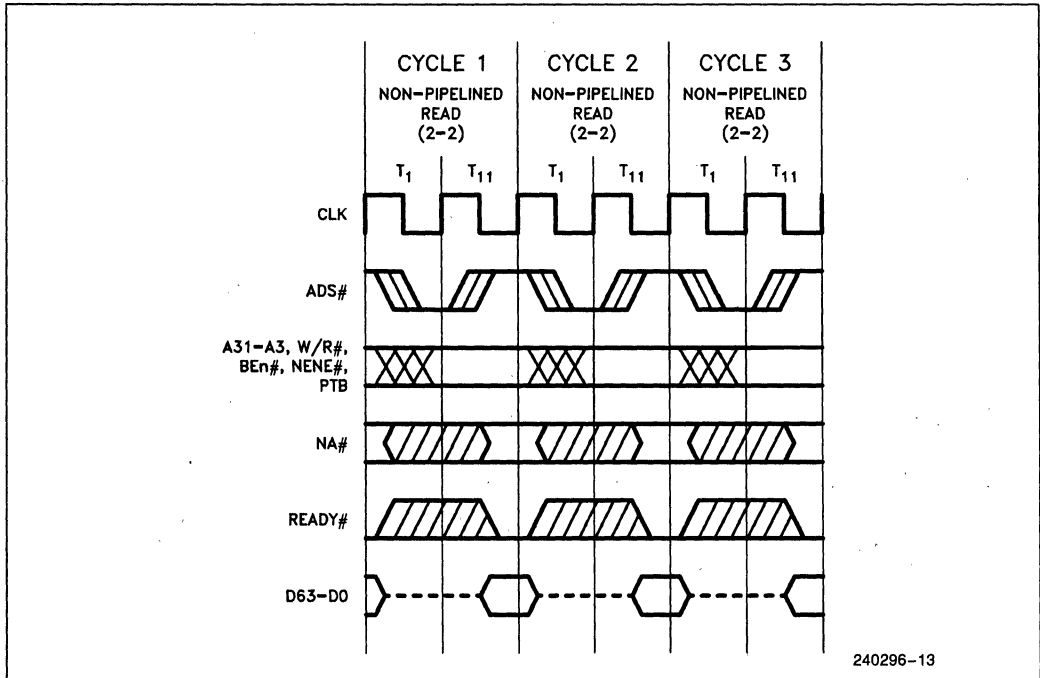 CYCLE 1 CYCLE 2 CYCLE 3
NON-PIPELINED NON-PIPELINED NON-PIPELINED
READ READ READ
(2-2) (2-2) (2-2)
T1 T11 T1 T11 T1 T11
CLK
ADS#
A31-A3, W/R#,
BEn#, NENE#,
PTB
NA#
READY#
D63-D0
240296-13